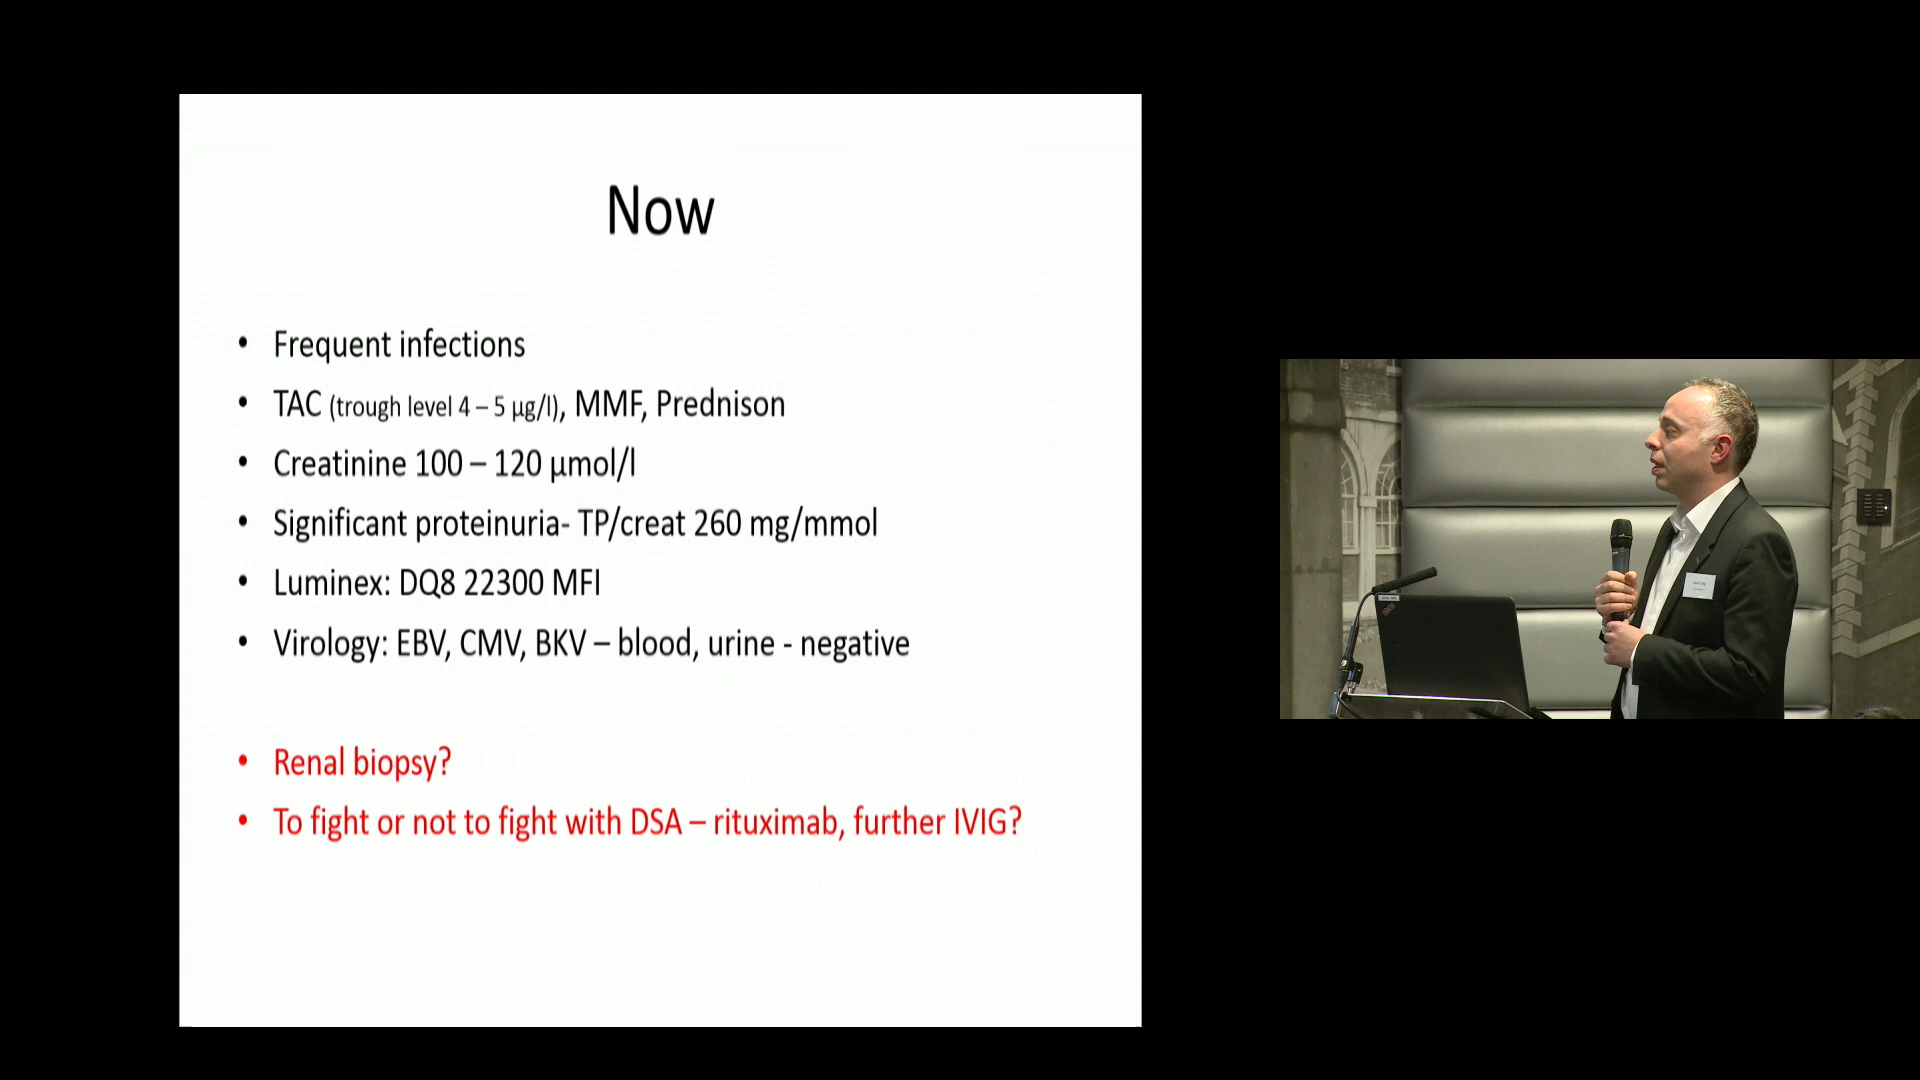 Now
• Frequent infections
• TAC (trough level 4 – 5 µg/l), MMF, Prednison
• Creatinine 100 – 120 µmol/l
• Significant proteinuria- TP/creat 260 mg/mmol
• Luminex: DQ8 22300 MFI
• Virology: EBV, CMV, BKV – blood, urine - negative
• Renal biopsy?
• To fight or not to fight with DSA – rituximab, further IVIG?